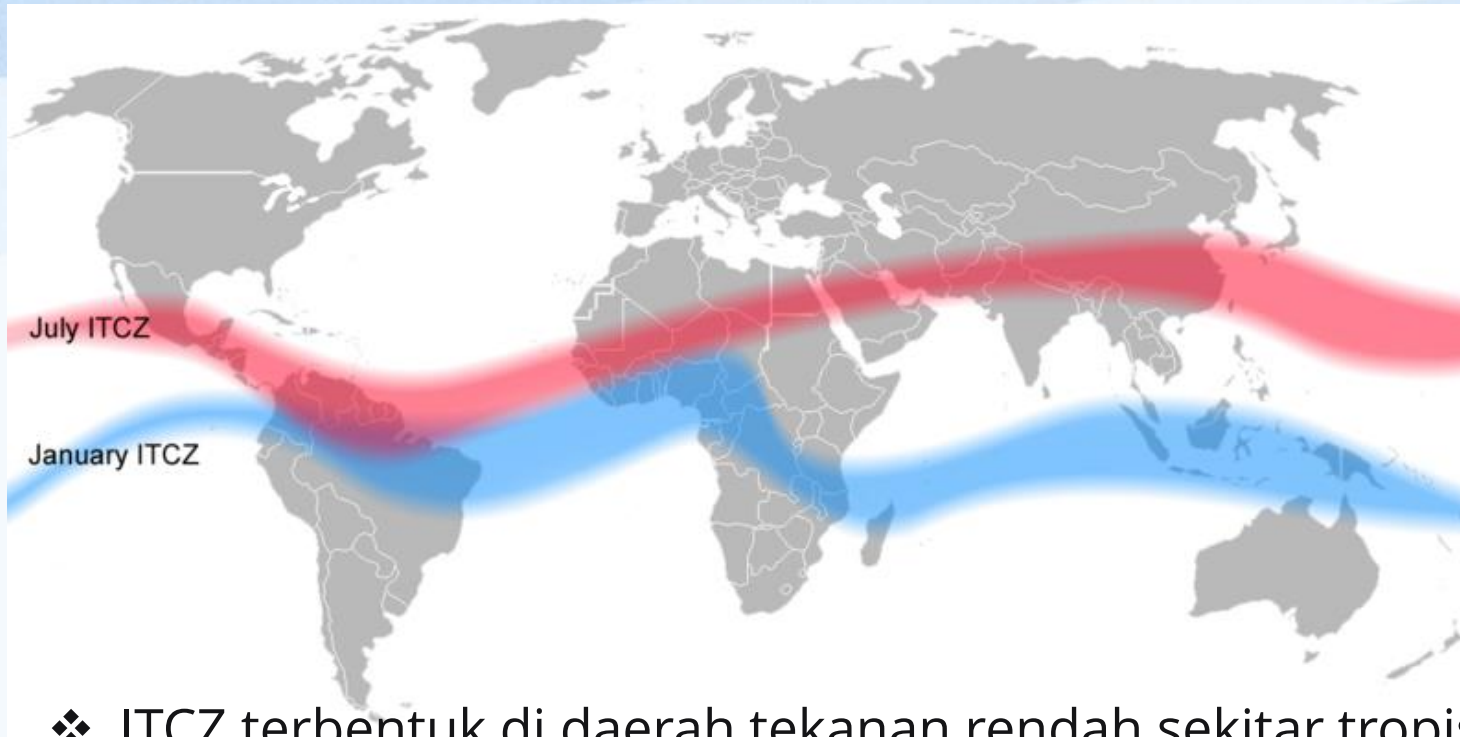 July ITCZ
January ITCZ
❖ ITCZ terbentuk di daerah tekanan rendah sekitar tropis